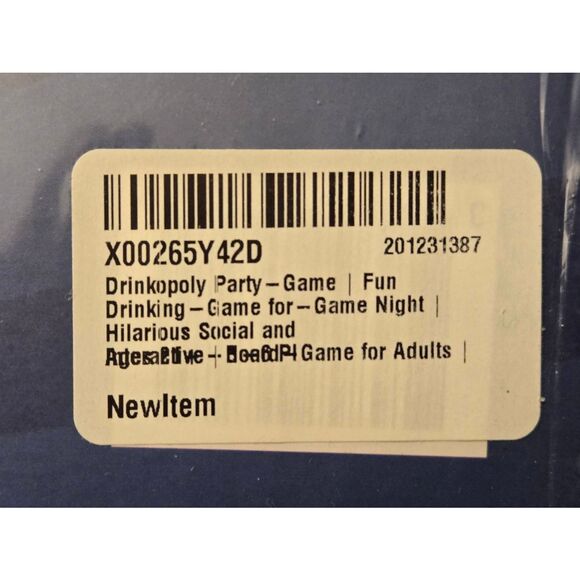 X00265Y42D
201231387
Drinkopoly Party–Game | Fun
Drinking–Game for–Game Night |
Hilarious Social and
Game for Adults |
NewItem